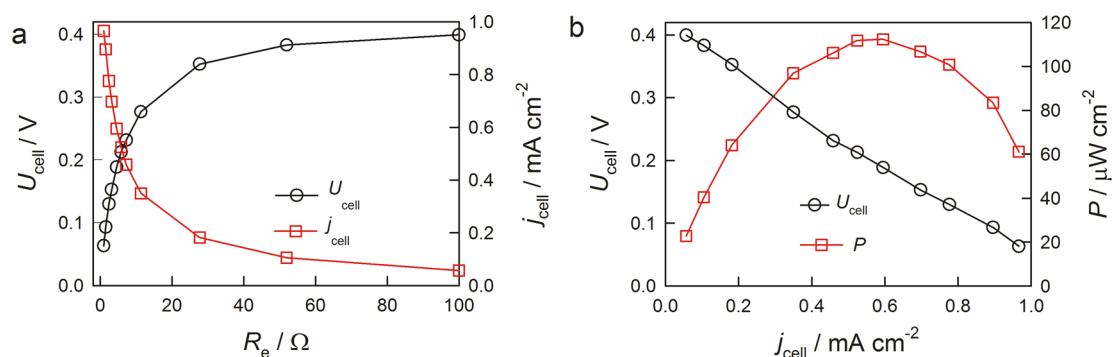 a
U_cell / V
0.4
0.3
0.2
0.1
0.0
0 20 40 60 80 100
R_e / Ω
1.0
0.8
0.6
0.4
0.2
0.0
j_cell / mA cm⁻²
U_cell
j_cell
b
U_cell / V
0.4
0.3
0.2
0.1
0.0
0.0 0.2 0.4 0.6 0.8 1.0
j_cell / mA cm⁻²
120
100
80
60
40
20
0
P / μW cm⁻²
U_cell
P